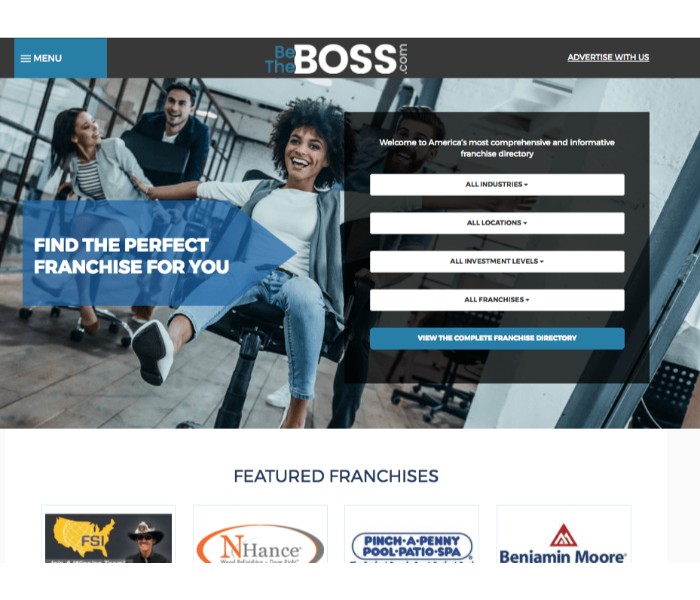 MENU
Be
The
BOSS
.com
ADVERTISE WITH US
Welcome to America's most comprehensive and informative
franchise directory
ALL INDUSTRIES
ALL LOCATIONS
ALL INVESTMENT LEVELS
ALL FRANCHISES
VIEW THE COMPLETE FRANCHISE DIRECTORY
FIND THE PERFECT
FRANCHISE FOR YOU
FEATURED FRANCHISES
FSI
NHance
PINCH•A•PENNY
POOL•PATIO•SPA
Benjamin Moore